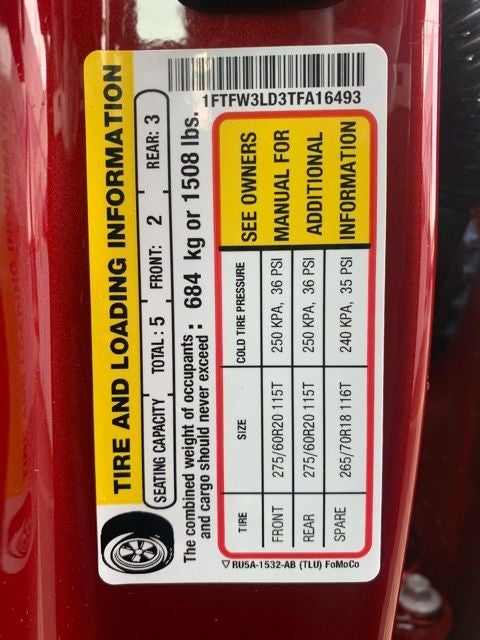 1FTFW3LD3TFA16493
TIRE AND LOADING INFORMATION
SEATING CAPACITY TOTAL: 5 FRONT: 2 REAR: 3
The combined weight of occupants
and cargo should never exceed : 684 kg or 1508 lbs.
TIRE SIZE COLD TIRE PRESSURE SEE OWNERS
FRONT 275/60R20 115T 250 KPA, 36 PSI MANUAL FOR
REAR 275/60R20 115T 250 KPA, 36 PSI ADDITIONAL
SPARE 265/70R18 116T 240 KPA, 35 PSI INFORMATION
RU5A-1532-AB (TLU) FoMoCo